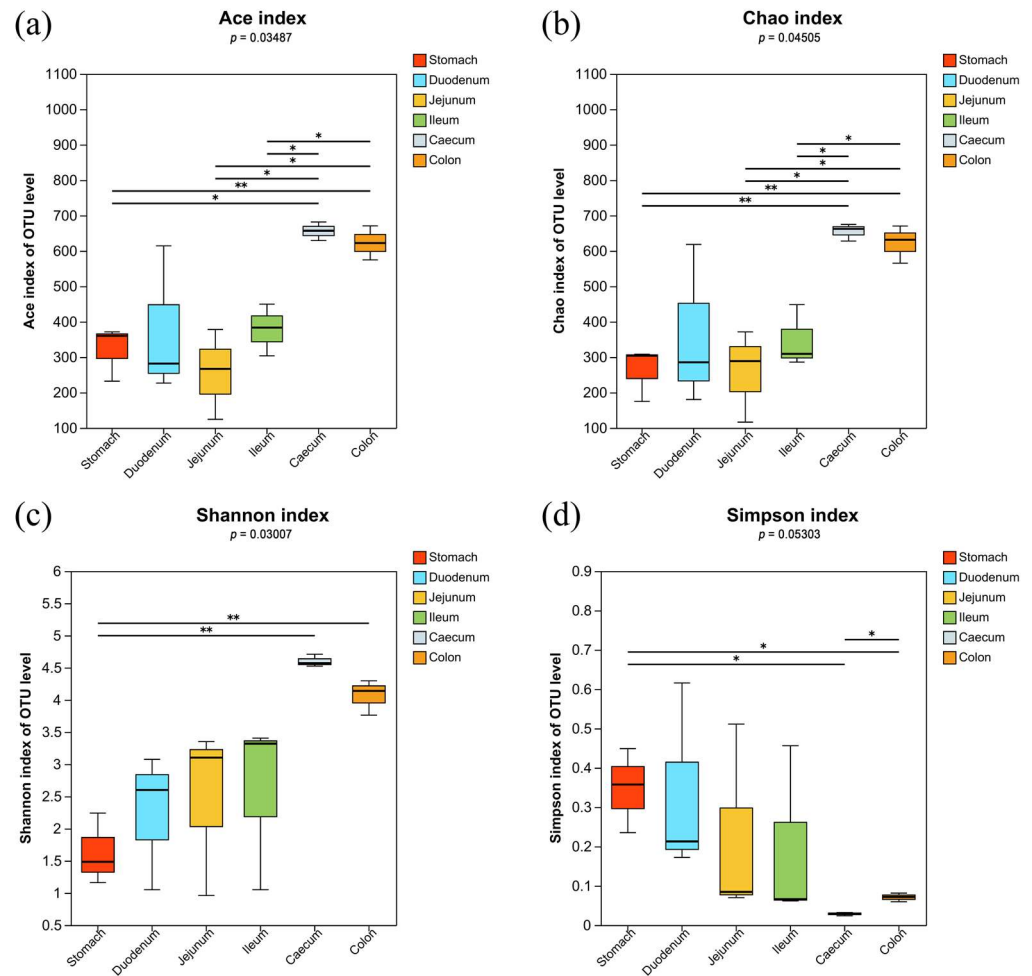 (a)
Ace index
p = 0.03487
Stomach
Duodenum
Jejunum
Ileum
Caecum
Colon
Ace index of OTU level
1100
1000
900
800
700
600
500
400
300
200
100
*
*
*
*
**
*
Stomach
Duodenum
Jejunum
Ileum
Caecum
Colon
(b)
Chao index
p = 0.04505
Stomach
Duodenum
Jejunum
Ileum
Caecum
Colon
Chao index of OTU level
1100
1000
900
800
700
600
500
400
300
200
100
*
*
*
*
**
**
Stomach
Duodenum
Jejunum
Ileum
Caecum
Colon
(c)
Shannon index
p = 0.03007
Stomach
Duodenum
Jejunum
Ileum
Caecum
Colon
Shannon index of OTU level
6
5.5
5
4.5
4
3.5
3
2.5
2
1.5
1
0.5
**
**
Stomach
Duodenum
Jejunum
Ileum
Caecum
Colon
(d)
Simpson index
p = 0.05303
Stomach
Duodenum
Jejunum
Ileum
Caecum
Colon
Simpson index of OTU level
0.9
0.8
0.7
0.6
0.5
0.4
0.3
0.2
0.1
0
*
*
*
Stomach
Duodenum
Jejunum
Ileum
Caecum
Colon